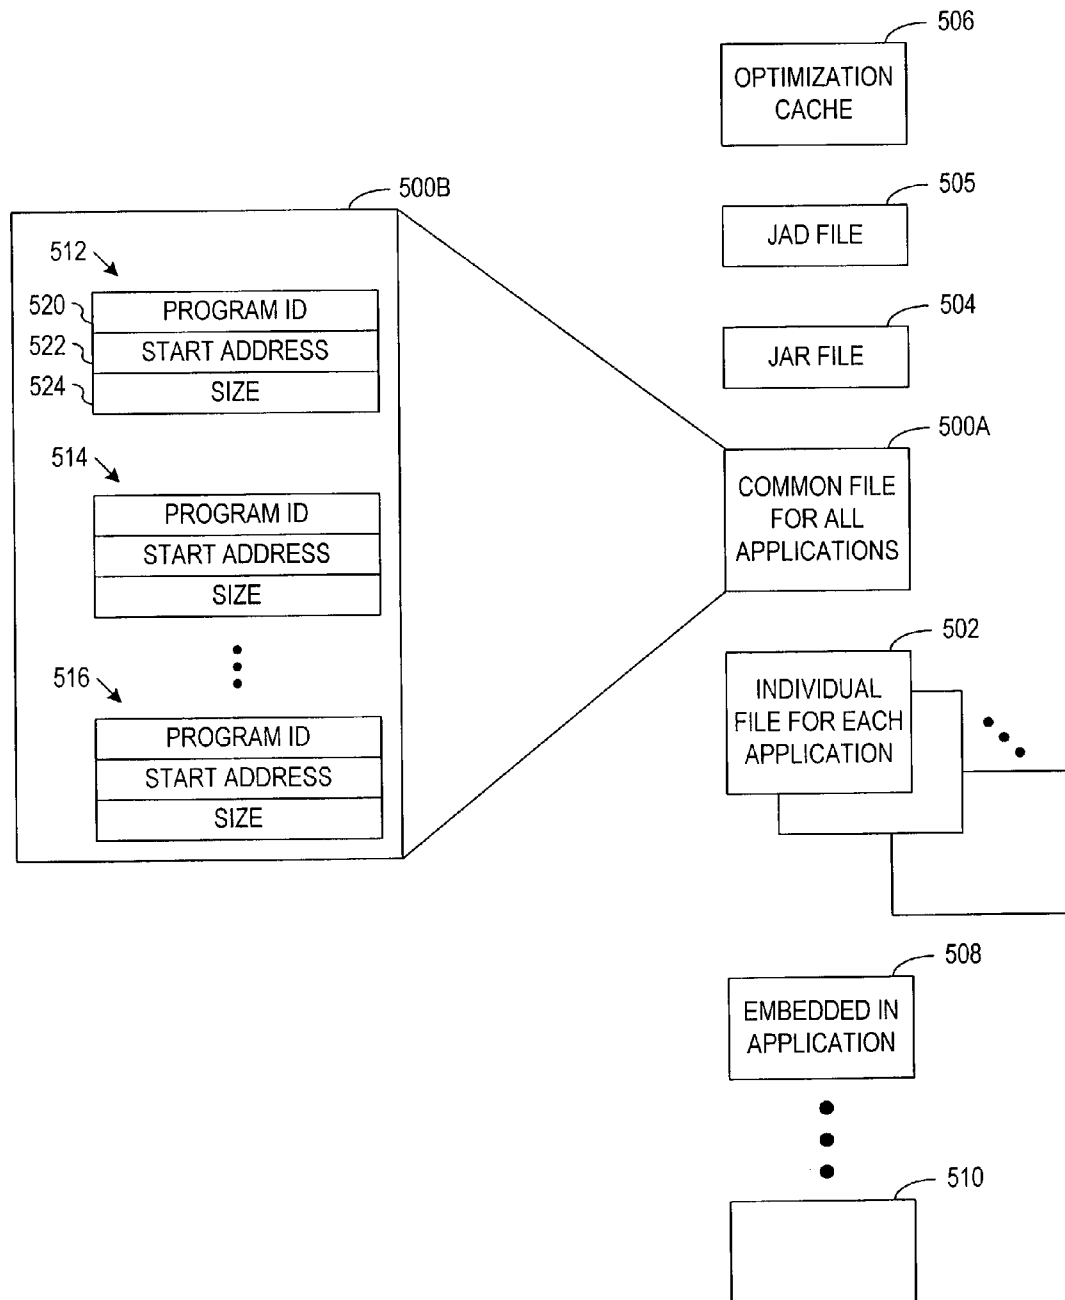 506
OPTIMIZATION
CACHE
505
JAD FILE
504
JAR FILE
500A
COMMON FILE
FOR ALL
APPLICATIONS
502
INDIVIDUAL
FILE FOR EACH
APPLICATION
508
EMBEDDED IN
APPLICATION
510
500B
512
520
PROGRAM ID
522
START ADDRESS
524
SIZE
514
PROGRAM ID
START ADDRESS
SIZE
516
PROGRAM ID
START ADDRESS
SIZE